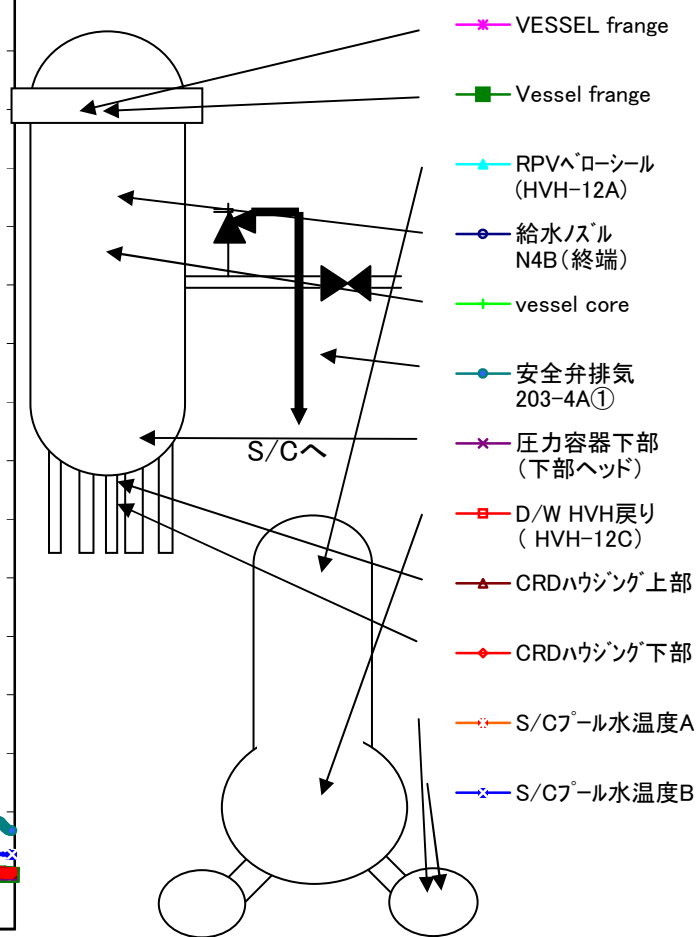 VESSEL frange
Vessel frange
RPVベローシール
(HVH-12A)
給水ノズル
N4B(終端)
vessel core
安全弁排気
203-4A①
S/Cへ
圧力容器下部
(下部ヘッド)
D/W HVH戻り
( HVH-12C)
CRDハウジング上部
CRDハウジング下部
S/Cプール水温度A
S/Cプール水温度B